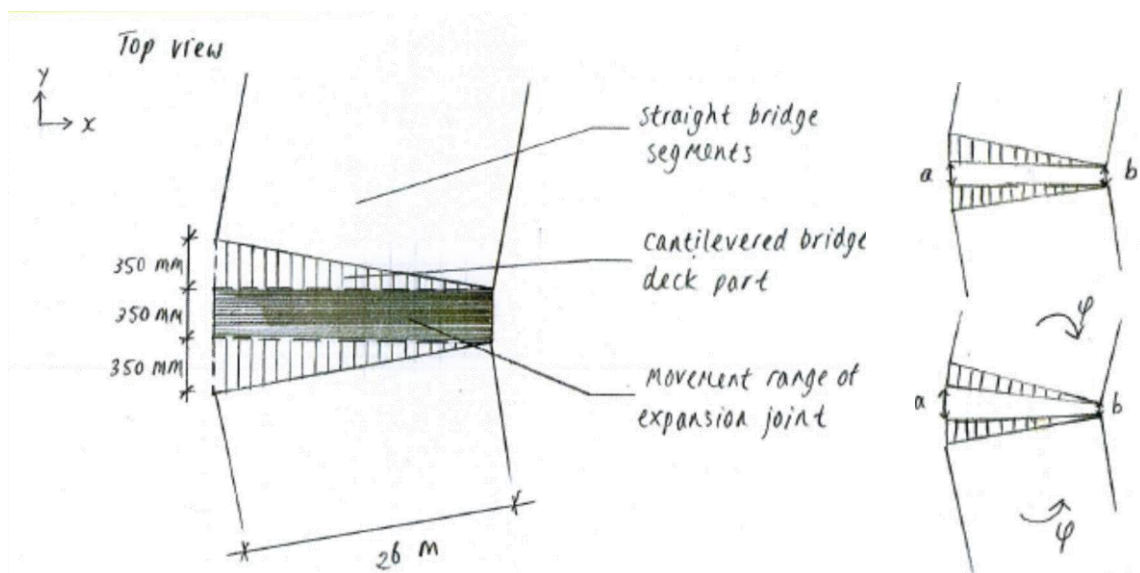 Top view
Y
x
straight bridge
segments
cantilevered bridge
deck part
movement range of
expansion joint
350 mm
350 mm
350 mm
26 m
a
b
φ
a
b
φ